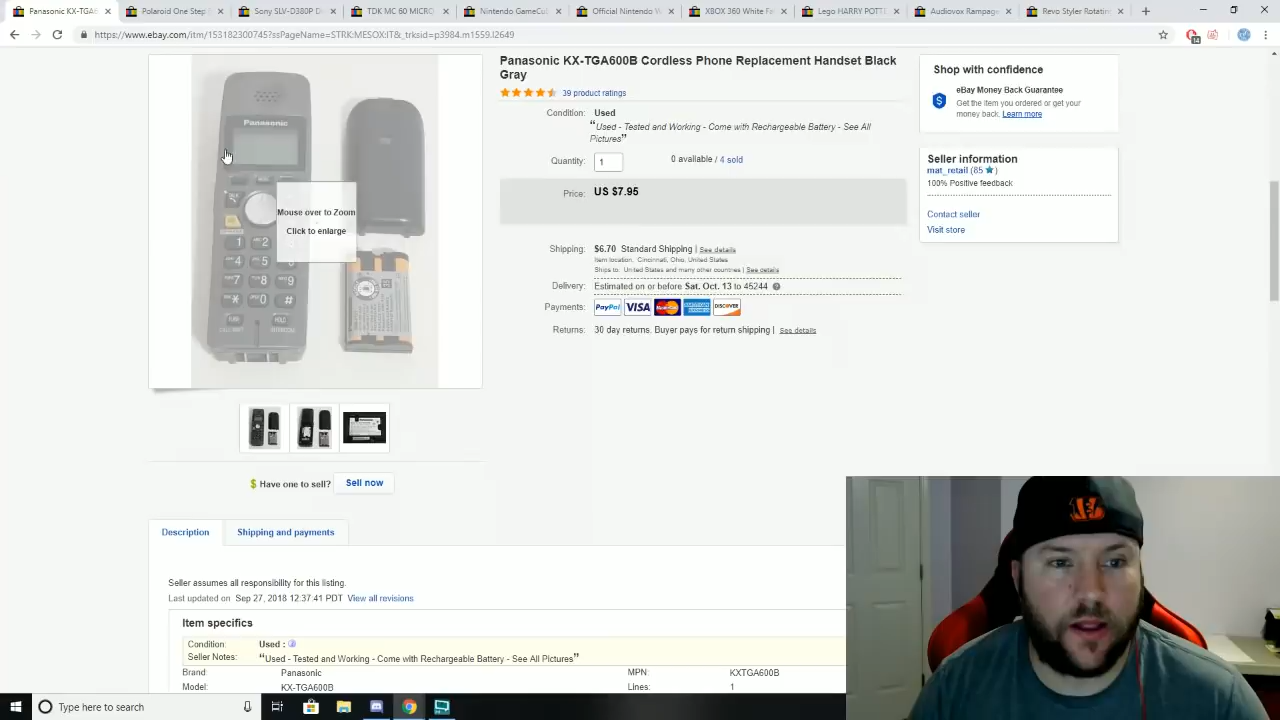 Panasonic KX-TGA6
Polaroid One Step
Sony SLV-D380P D
TDK MC 60 MICRO
Nintendo GameCu
Official Nintendo W
XBOX 360 White Fa
Lego HARRY POTT
Audiovox Rampage
Revo Styler Rotatin
https://www.ebay.com/itm/153182300745?ssPageName=STRK:MESOX:IT&_trksid=p3984.m1559.l2649
14
Panasonic KX-TGA600B Cordless Phone Replacement Handset Black
Gray
39 product ratings
Condition: Used
"Used - Tested and Working - Come with Rechargeable Battery - See All
Pictures"
Quantity: 1 0 available / 4 sold
Price: US $7.95
Shipping: $6.70 Standard Shipping | See details
Item location: Cincinnati, Ohio, United States
Ships to: United States and many other countries | See details
Delivery: Estimated on or before Sat. Oct. 13 to 45244
Payments: PayPal VISA MasterCard DISCOVER
Returns: 30 day returns. Buyer pays for return shipping | See details
Shop with confidence
eBay Money Back Guarantee
Get the item you ordered or get your
money back. Learn more
Seller information
mat_retail (85 )
100% Positive feedback
Contact seller
Visit store
Panasonic
Mouse over to Zoom
-
Click to enlarge
1 2
4 5
7 8 9
* 0 #
$ Have one to sell? Sell now
Description Shipping and payments
Seller assumes all responsibility for this listing.
Last updated on Sep 27, 2018 12:37:41 PDT View all revisions
Item specifics
Condition: Used :
Seller Notes: "Used - Tested and Working - Come with Rechargeable Battery - See All Pictures"
Brand: Panasonic MPN: KXTGA600B
Model: KX-TGA600B Lines: 1
Type here to search